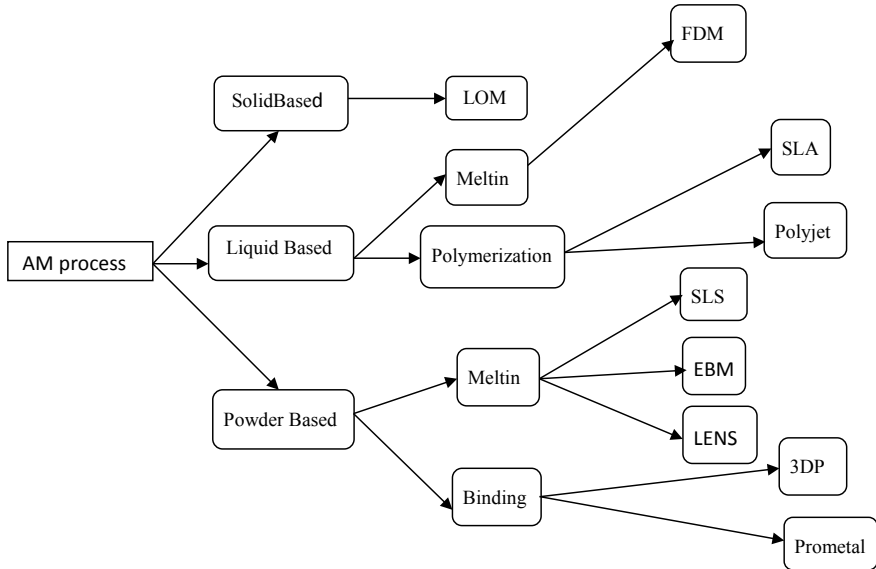 FDM
SolidBased
LOM
SLA
Meltin
AM process
Liquid Based
Polymerization
Polyjet
SLS
Meltin
EBM
Powder Based
LENS
3DP
Binding
Prometal